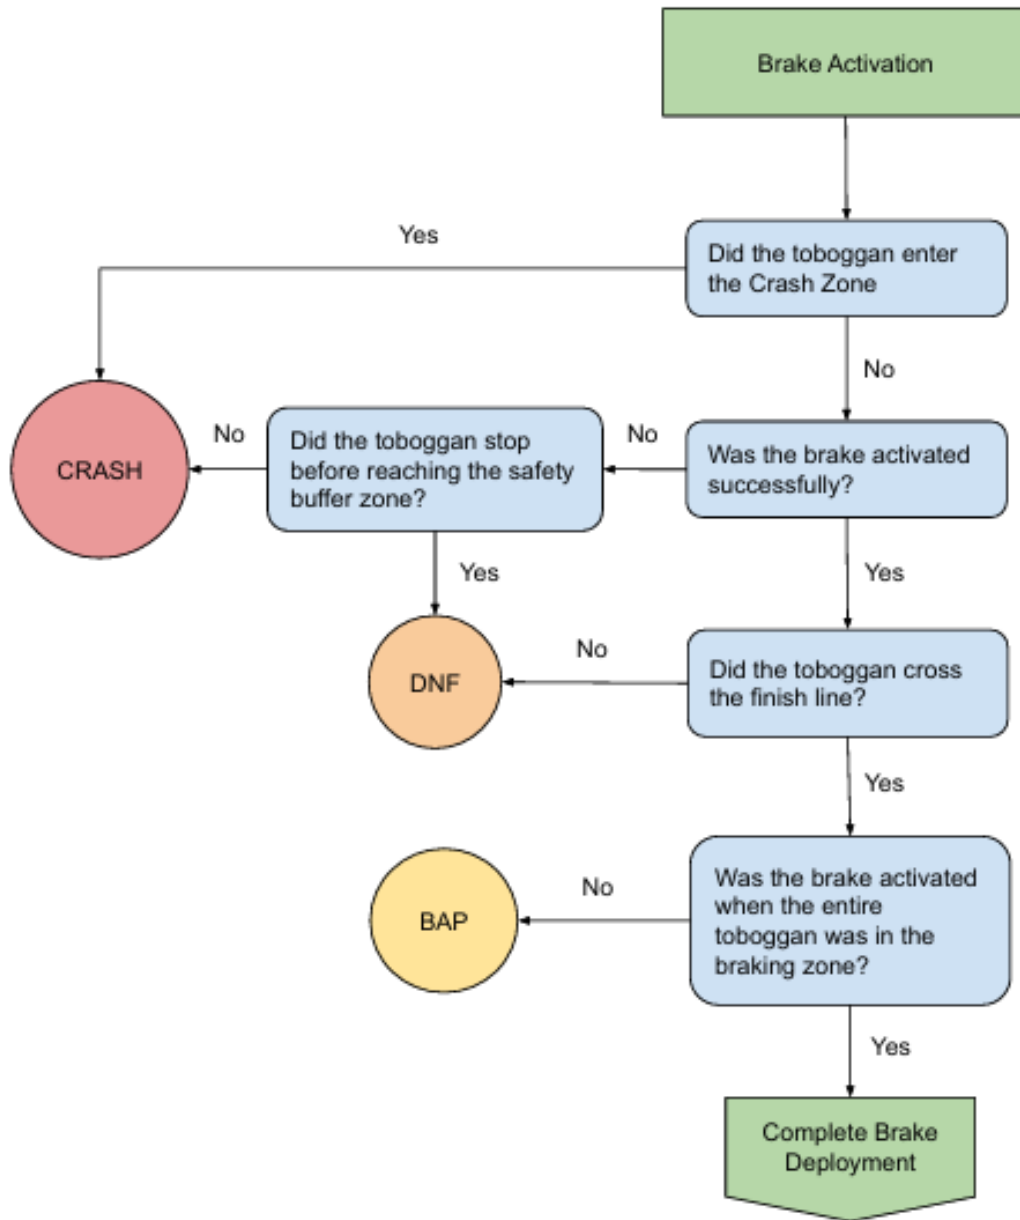 Brake Activation
Yes
Did the toboggan enter
the Crash Zone
No
CRASH
No
Did the toboggan stop
before reaching the safety
buffer zone?
No
Was the brake activated
successfully?
Yes
Yes
DNF
No
Did the toboggan cross
the finish line?
Yes
BAP
No
Was the brake activated
when the entire
toboggan was in the
braking zone?
Yes
Complete Brake
Deployment